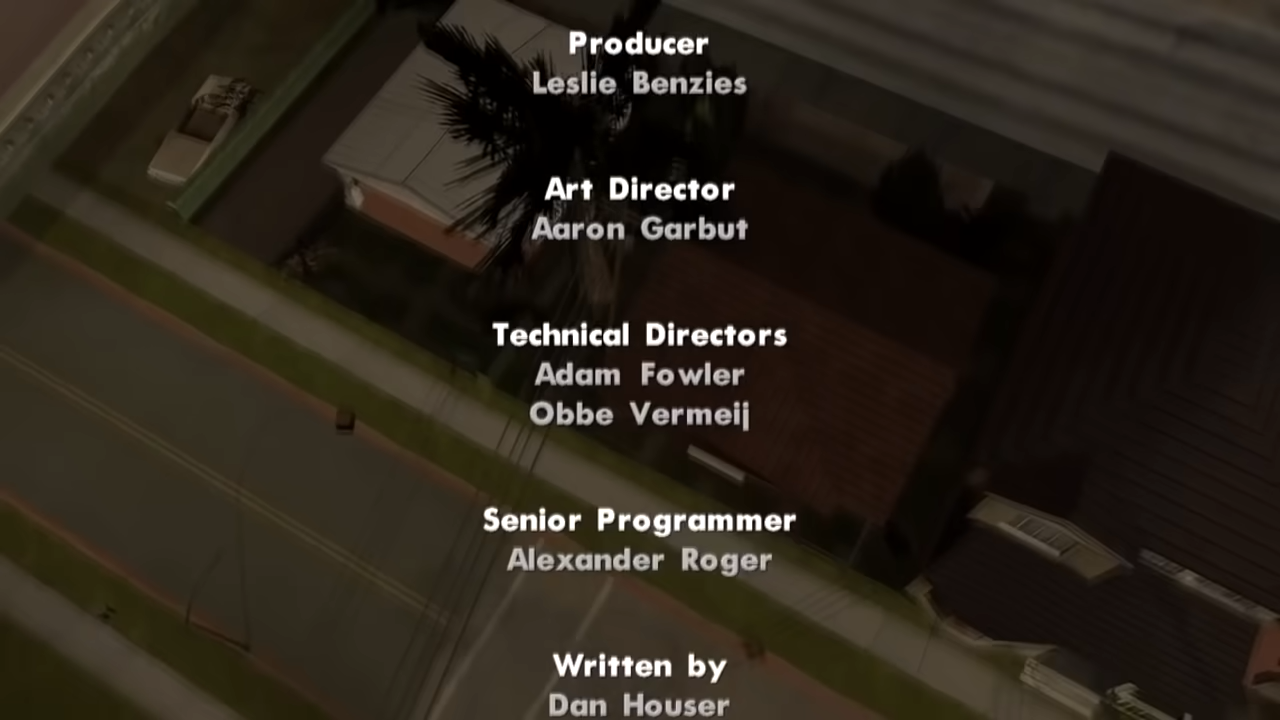 Producer
Leslie Benzies
Art Director
Aaron Garbut
Technical Directors
Adam Fowler
Obbe Vermeij
Senior Programmer
Alexander Roger
Written by
Dan Houser